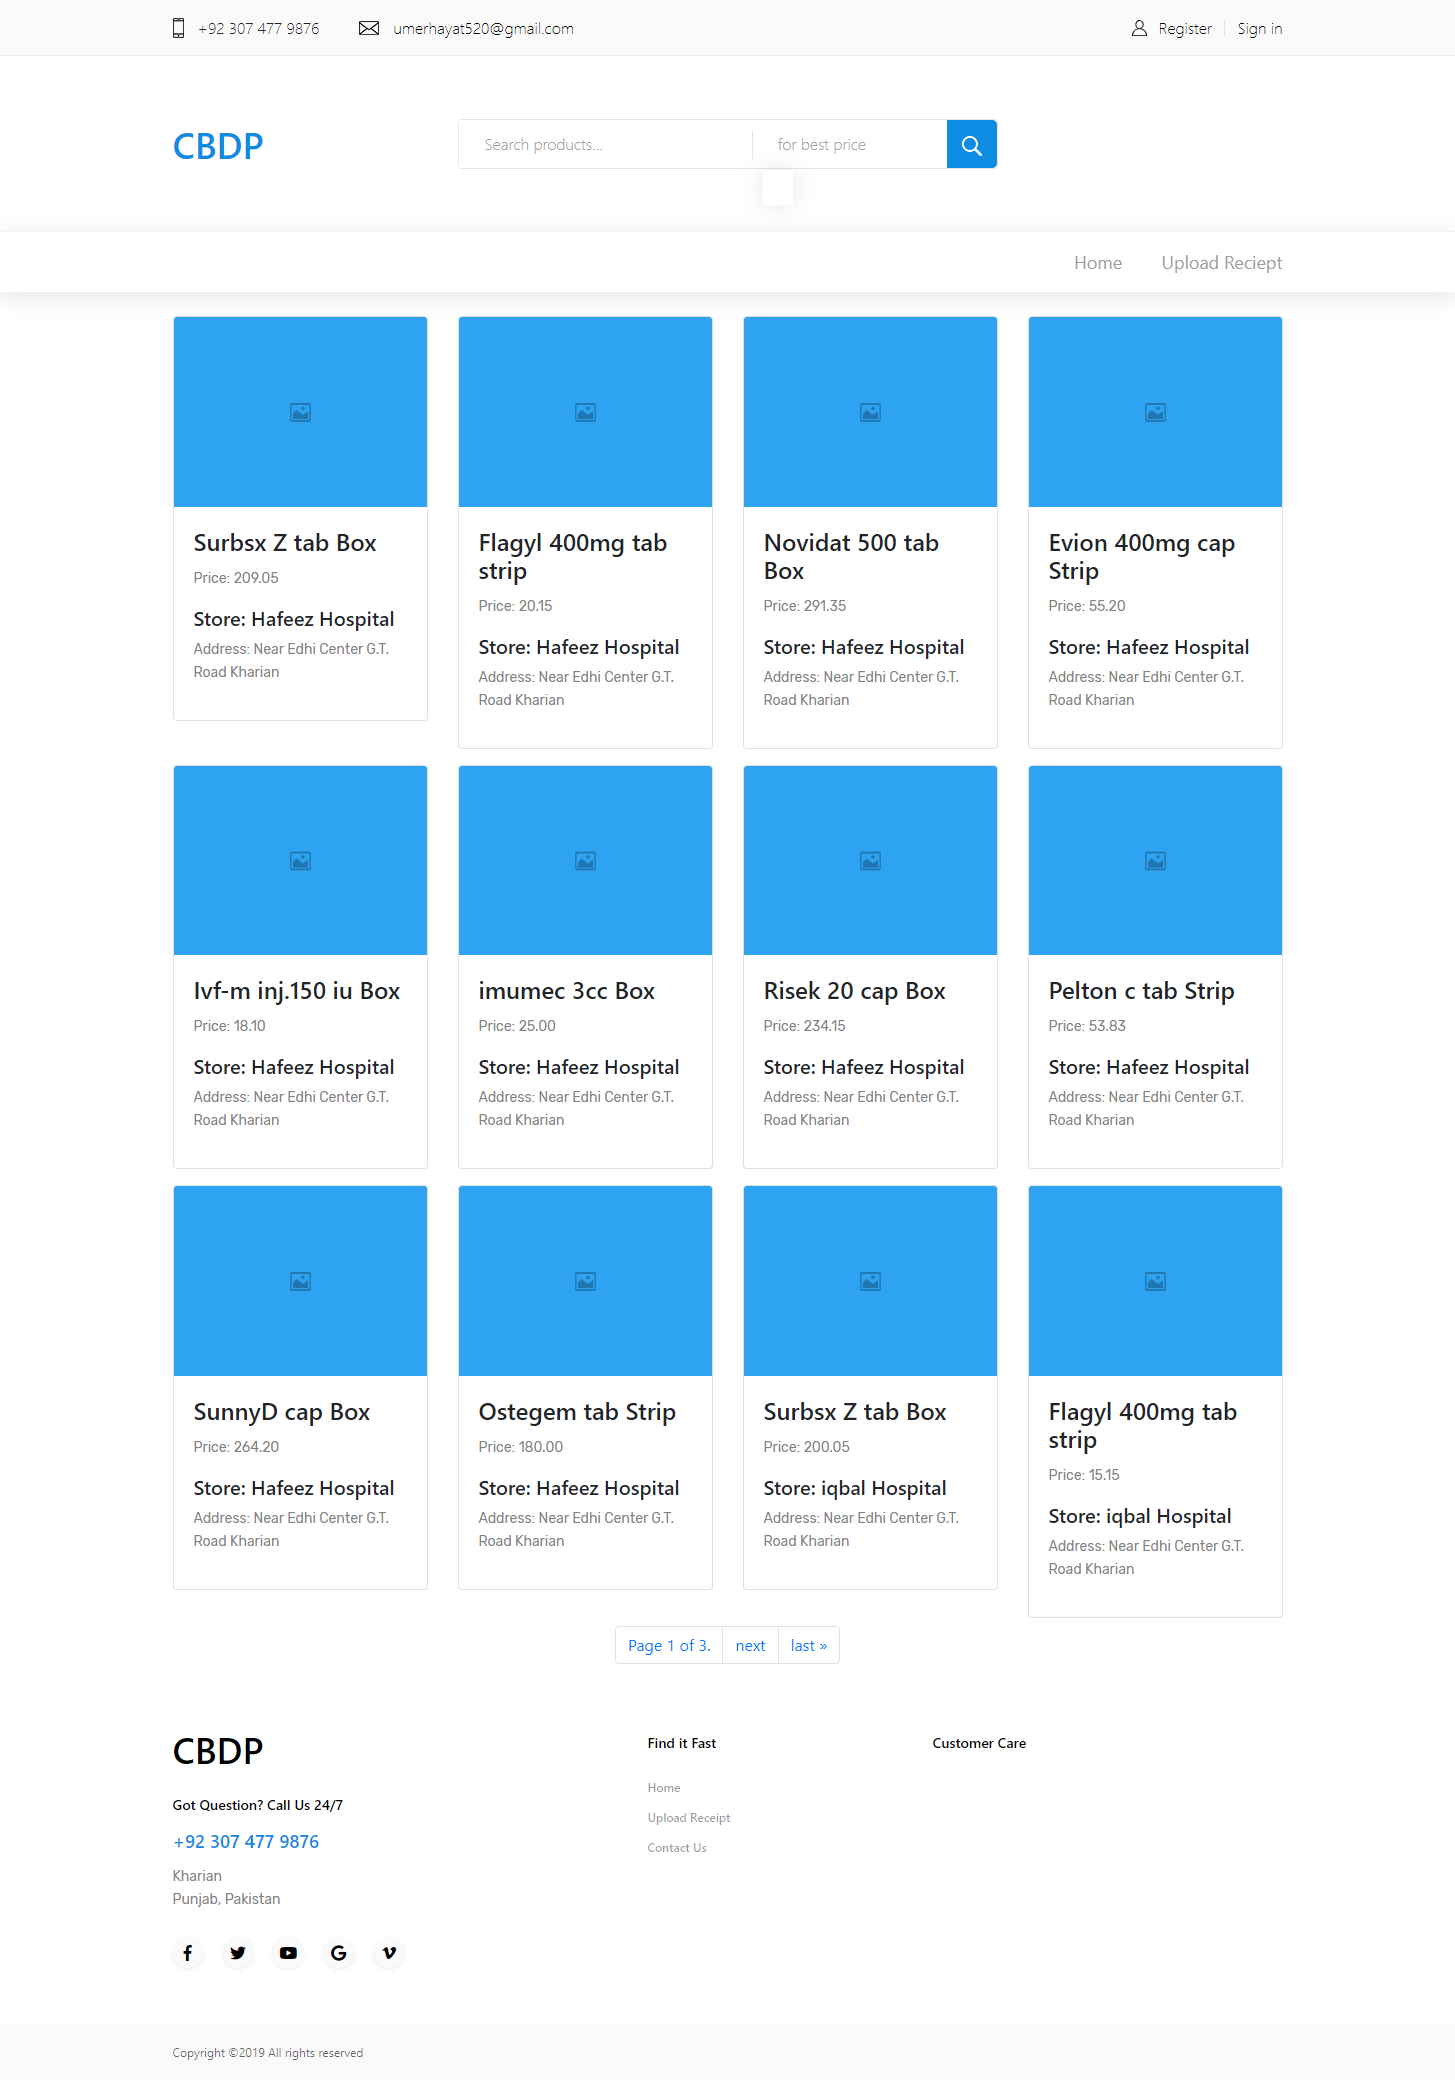 +92 307 477 9876
umerhayat520@gmail.com
Register
Sign in
CBDP
Search products...
for best price
Home
Upload Reciept
Surbsx Z tab Box
Price: 209.05
Store: Hafeez Hospital
Address: Near Edhi Center G.T.
Road Kharian
Flagyl 400mg tab
strip
Price: 20.15
Store: Hafeez Hospital
Address: Near Edhi Center G.T.
Road Kharian
Novidat 500 tab
Box
Price: 291.35
Store: Hafeez Hospital
Address: Near Edhi Center G.T.
Road Kharian
Evion 400mg cap
Strip
Price: 55.20
Store: Hafeez Hospital
Address: Near Edhi Center G.T.
Road Kharian
Ivf-m inj.150 iu Box
Price: 18.10
Store: Hafeez Hospital
Address: Near Edhi Center G.T.
Road Kharian
imumec 3cc Box
Price: 25.00
Store: Hafeez Hospital
Address: Near Edhi Center G.T.
Road Kharian
Risek 20 cap Box
Price: 234.15
Store: Hafeez Hospital
Address: Near Edhi Center G.T.
Road Kharian
Pelton c tab Strip
Price: 53.83
Store: Hafeez Hospital
Address: Near Edhi Center G.T.
Road Kharian
SunnyD cap Box
Price: 264.20
Store: Hafeez Hospital
Address: Near Edhi Center G.T.
Road Kharian
Ostegem tab Strip
Price: 180.00
Store: Hafeez Hospital
Address: Near Edhi Center G.T.
Road Kharian
Surbsx Z tab Box
Price: 200.05
Store: iqbal Hospital
Address: Near Edhi Center G.T.
Road Kharian
Flagyl 400mg tab
strip
Price: 15.15
Store: iqbal Hospital
Address: Near Edhi Center G.T.
Road Kharian
Page 1 of 3.
next
last »
CBDP
Got Question? Call Us 24/7
+92 307 477 9876
Kharian
Punjab, Pakistan
Find it Fast
Home
Upload Receipt
Contact Us
Customer Care
Copyright ©2019 All rights reserved